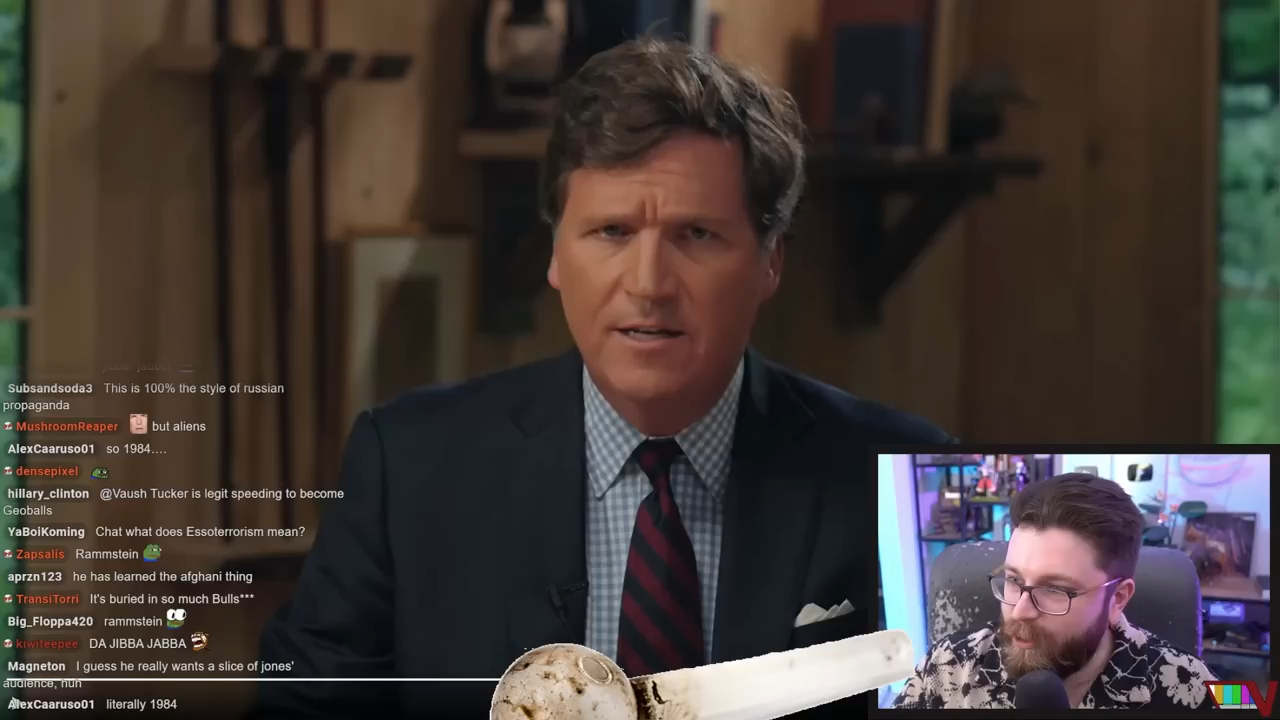 Subsandsoda3 This is 100% the style of russian
propaganda
MushroomReaper but aliens
AlexCaaruso01 so 1984....
densepixel
hillary_clinton @Vaush Tucker is legit speeding to become
Geoballs
YaBoiKoming Chat what does Essoterrorism mean?
Zapsalis Rammstein
aprzn123 he has learned the afghani thing
TransiTorri It's buried in so much Bulls***
Big_Floppa420 rammstein
kiwiteepee DA JIBBA JABBA
Magneton I guess he really wants a slice of jones'
audience, huh
AlexCaaruso01 literally 1984
V